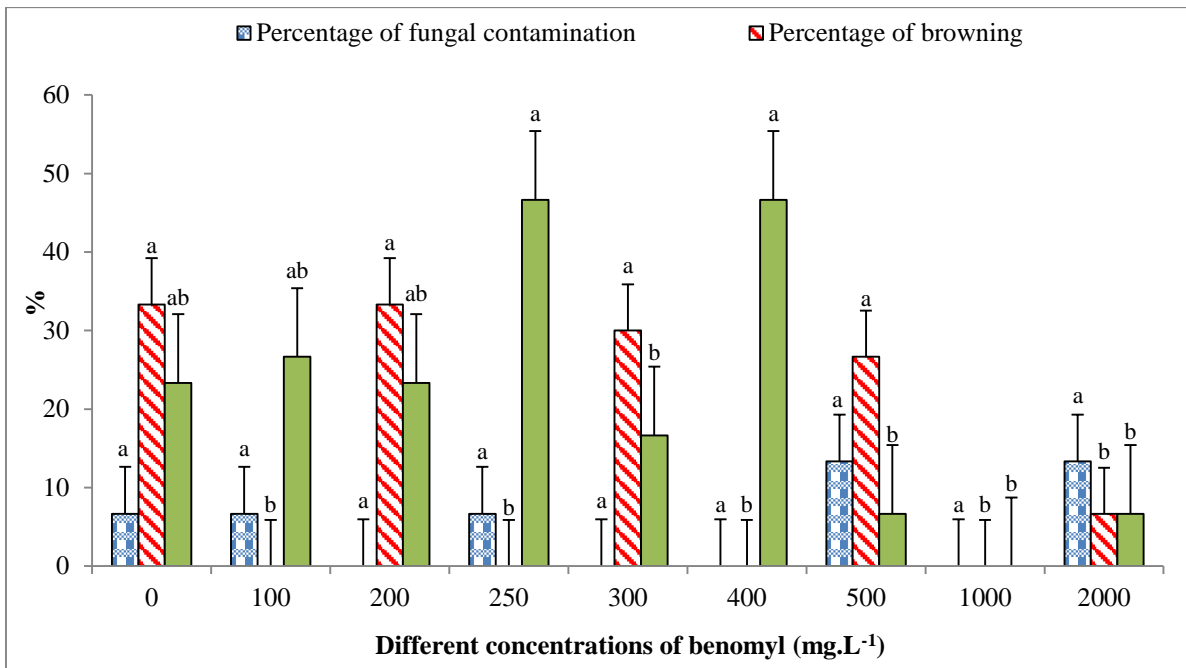 Percentage of fungal contamination Percentage of browning
60
50
40
30
20
10
0
%
a a ab
a b ab
a a ab
a b a
a a b
a b a
a a b
a b b
a b b
0 100 200 250 300 400 500 1000 2000
Different concentrations of benomyl (mg.L-1)